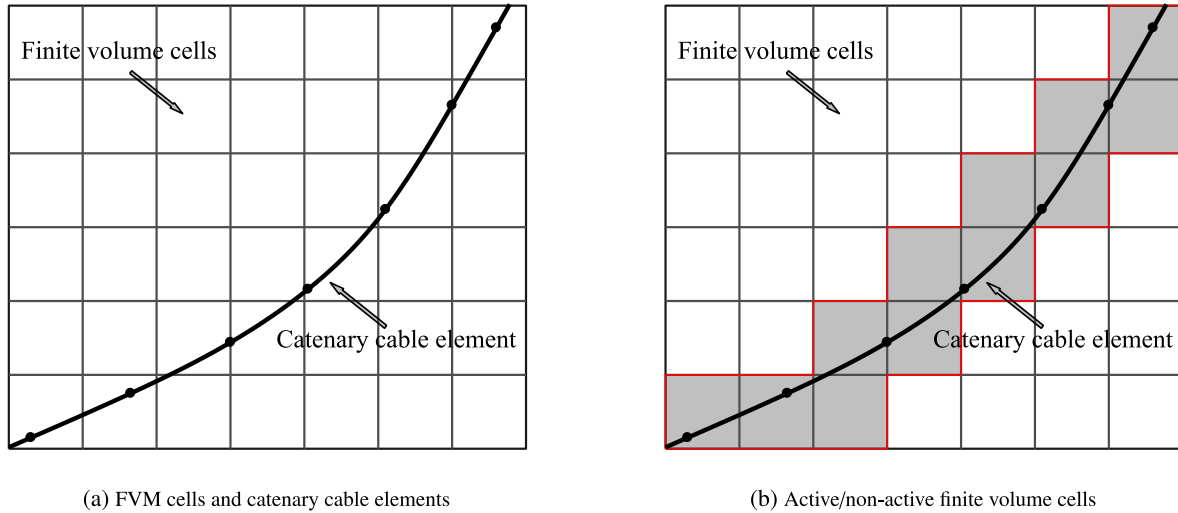 Finite volume cells
Catenary cable element
(a) FVM cells and catenary cable elements
Finite volume cells
Catenary cable element
(b) Active/non-active finite volume cells